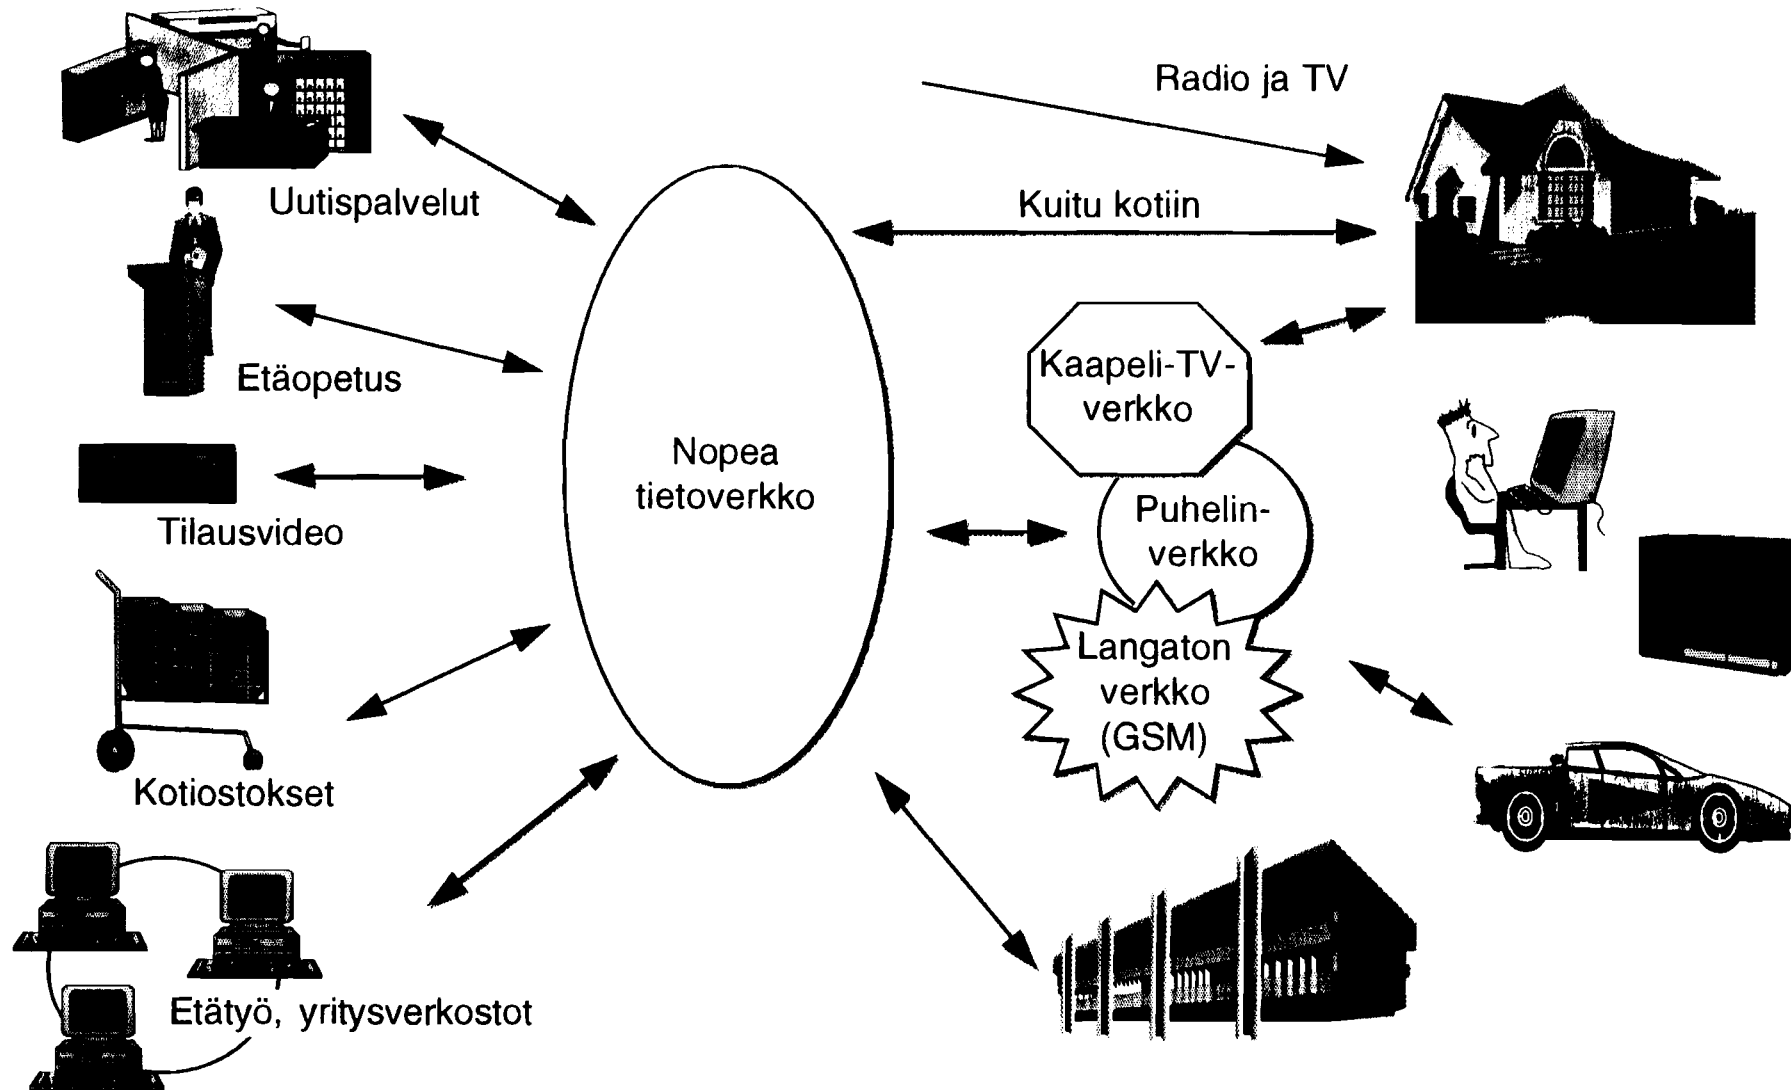 Radio ja TV
Uutispalvelut
Kuitu kotiin
Etäopetus
Kaapeli-TV-
verkko
Nopea
tietoverkko
Tilausvideo
Puhelin-
verkko
Langaton
verkko
(GSM)
Kotiostokset
Etätyö, yritysverkostot